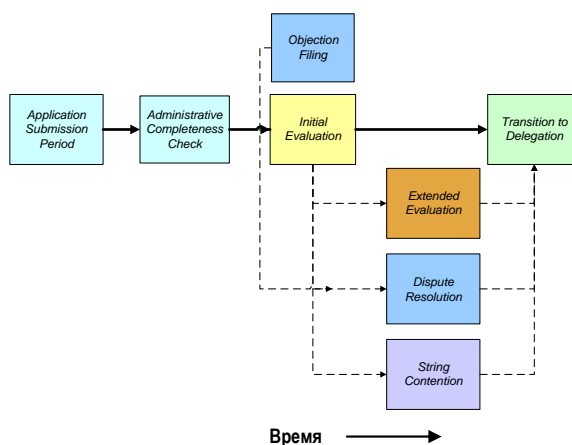 Objection
Filing
Application
Submission
Period
Administrative
Completeness
Check
Initial
Evaluation
Transition to
Delegation
Extended
Evaluation
Dispute
Resolution
String
Contention
Время